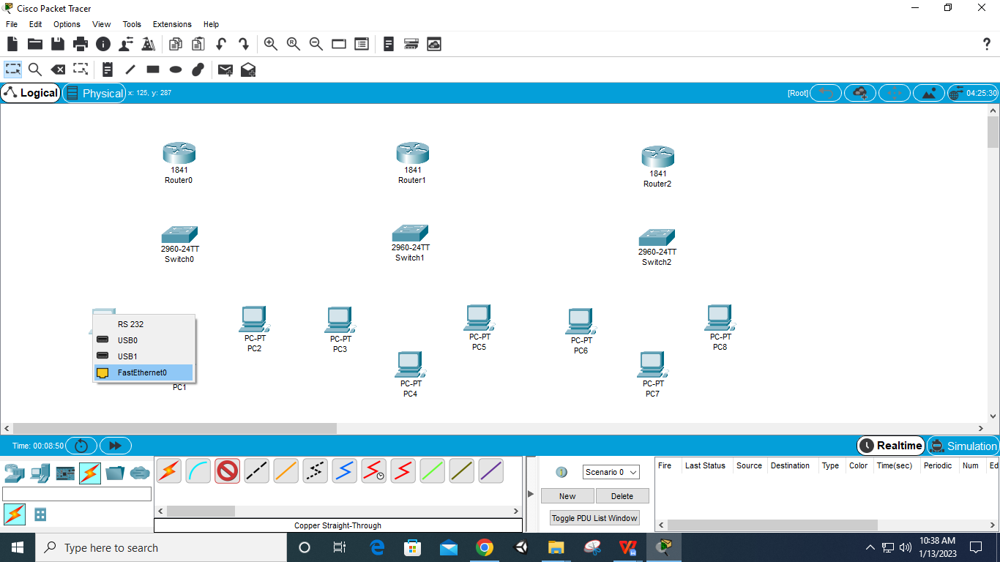 Cisco Packet Tracer
File Edit Options View Tools Extensions Help
?
Logical Physical x: 125, y: 287 [Root] 04:25:30
1841
Router0
1841
Router1
1841
Router2
2960-24TT
Switch0
2960-24TT
Switch1
2960-24TT
Switch2
RS 232
USB0
USB1
FastEthernet0
PC1
PC-PT
PC2
PC-PT
PC3
PC-PT
PC4
PC-PT
PC5
PC-PT
PC6
PC-PT
PC7
PC-PT
PC8
Time: 00:08:50 Realtime Simulation
Scenario 0
New Delete
Toggle PDU List Window
Fire Last Status Source Destination Type Color Time(sec) Periodic Num Ed
Copper Straight-Through
Type here to search
10:38 AM
1/13/2023